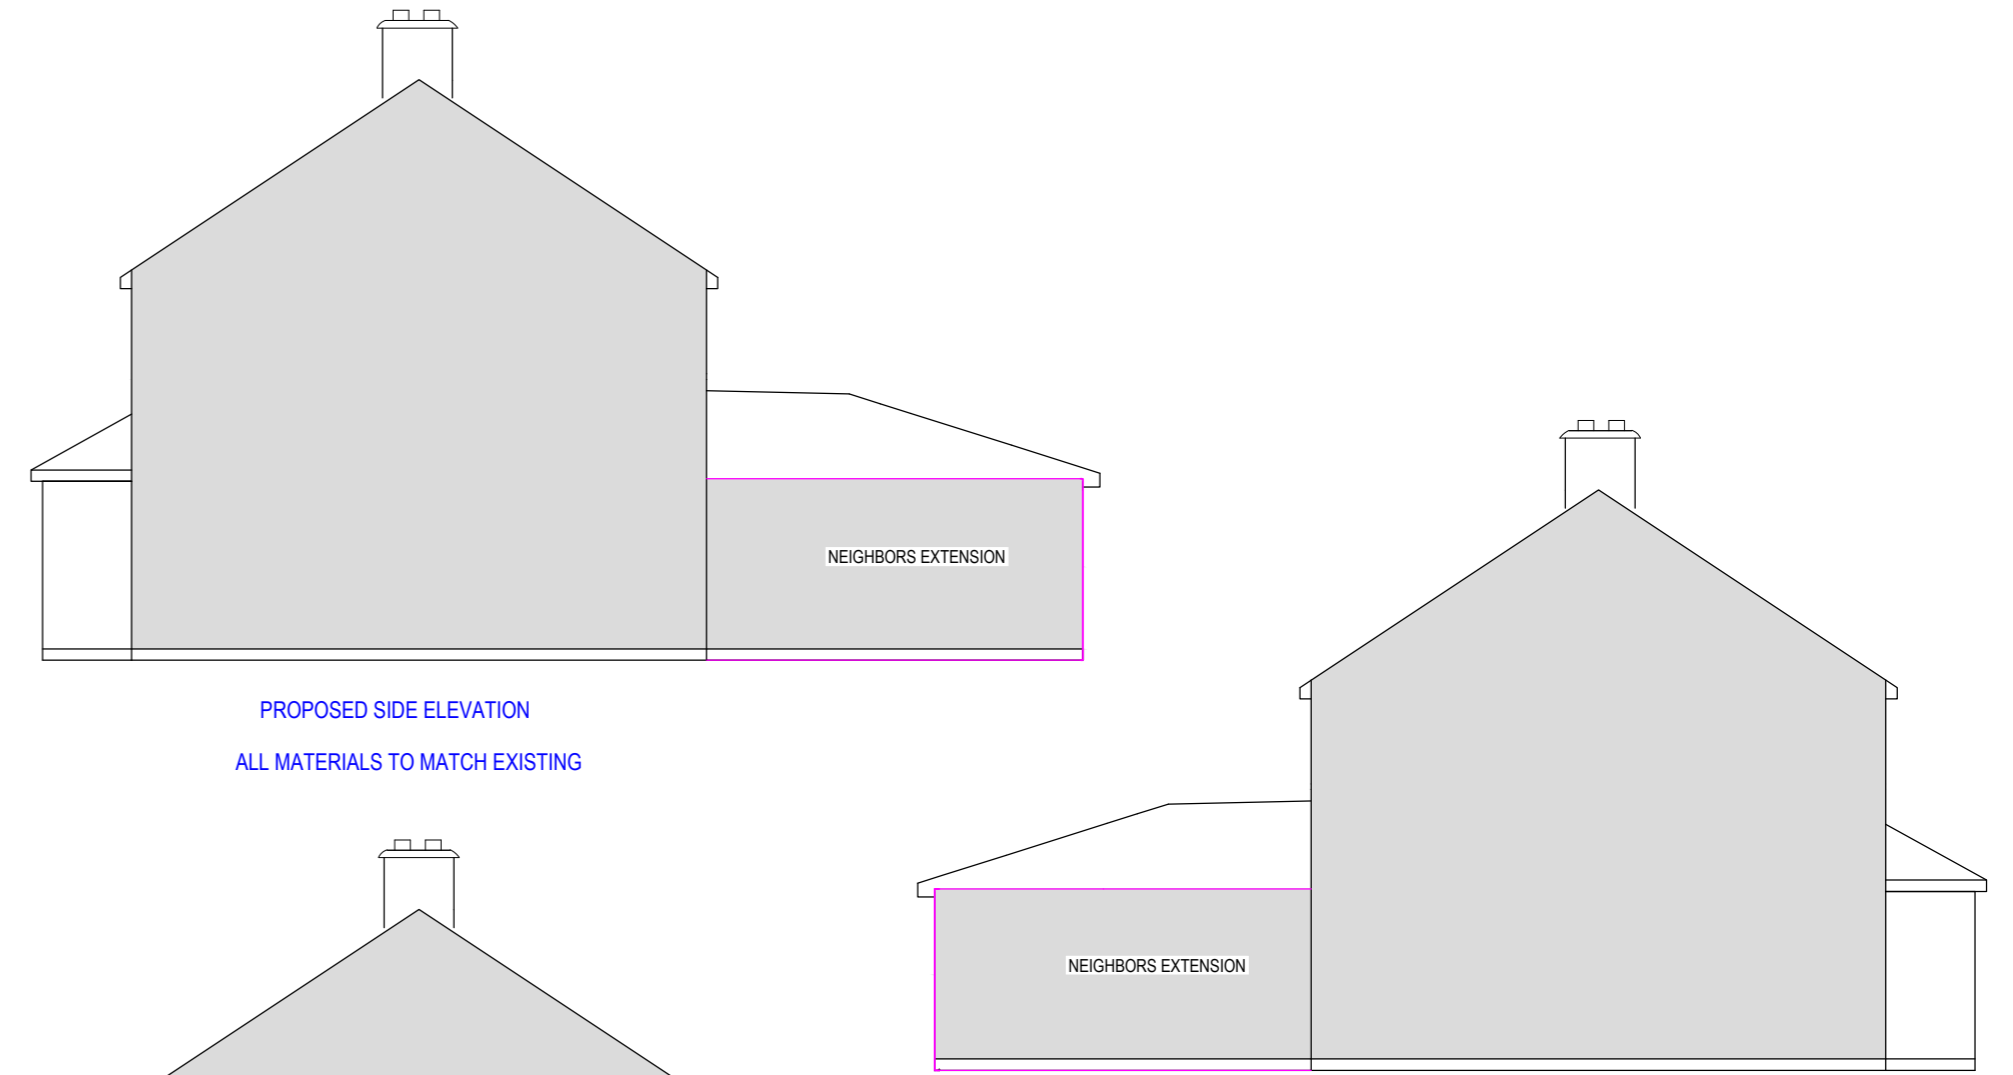 NEIGHBORS EXTENSION
PROPOSED SIDE ELEVATION
ALL MATERIALS TO MATCH EXISTING
NEIGHBORS EXTENSION